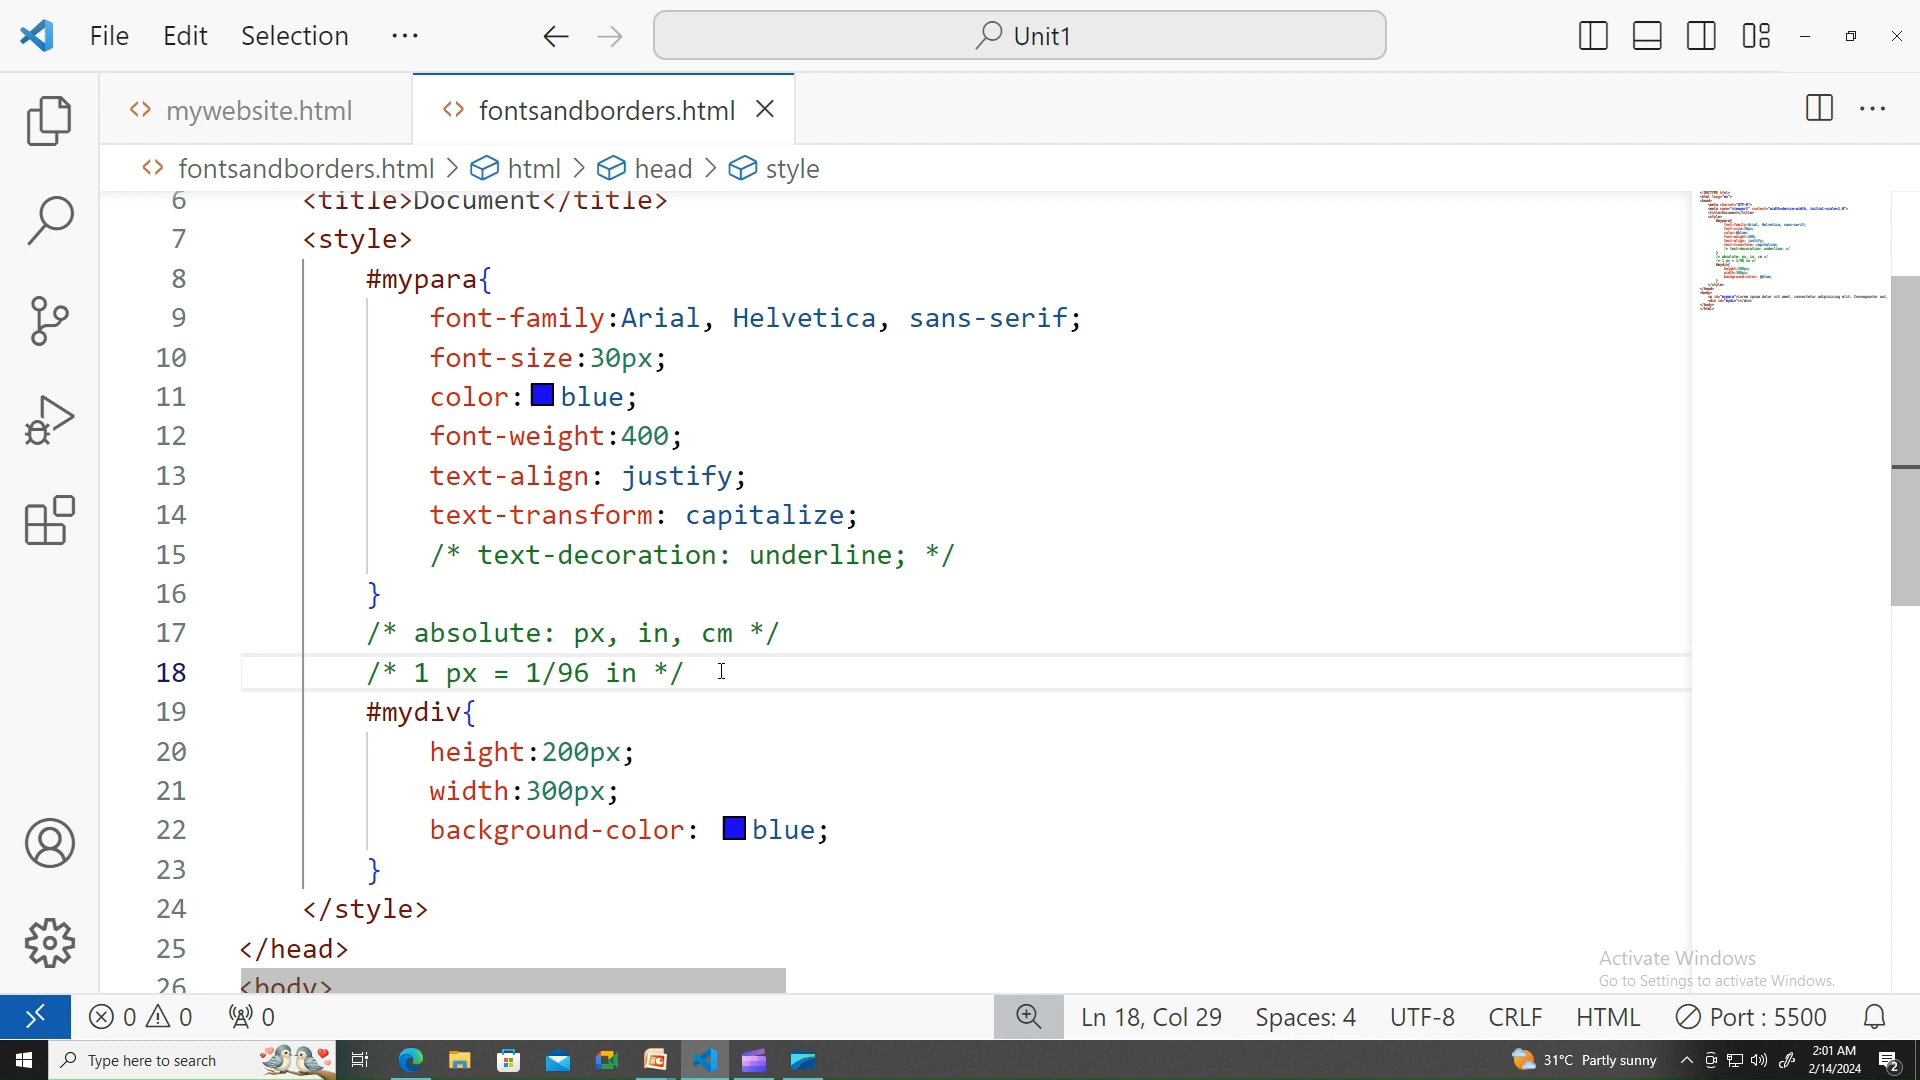 File Edit Selection ··· Unit1
mywebsite.html fontsandborders.html
fontsandborders.html > html > head > style
6 <title>Document</title>
7 <style>
8 #mypara{
9 font-family:Arial, Helvetica, sans-serif;
10 font-size:30px;
11 color:blue;
12 font-weight:400;
13 text-align: justify;
14 text-transform: capitalize;
15 /* text-decoration: underline; */
16 }
17 /* absolute: px, in, cm */
18 /* 1 px = 1/96 in */
19 #mydiv{
20 height:200px;
21 width:300px;
22 background-color: blue;
23 }
24 </style>
25 </head>
26 <body>
Activate Windows
Go to Settings to activate Windows.
0 0 0 Ln 18, Col 29 Spaces: 4 UTF-8 CRLF HTML Port : 5500
Type here to search 31°C Partly sunny 2:01 AM
2/14/2024 2